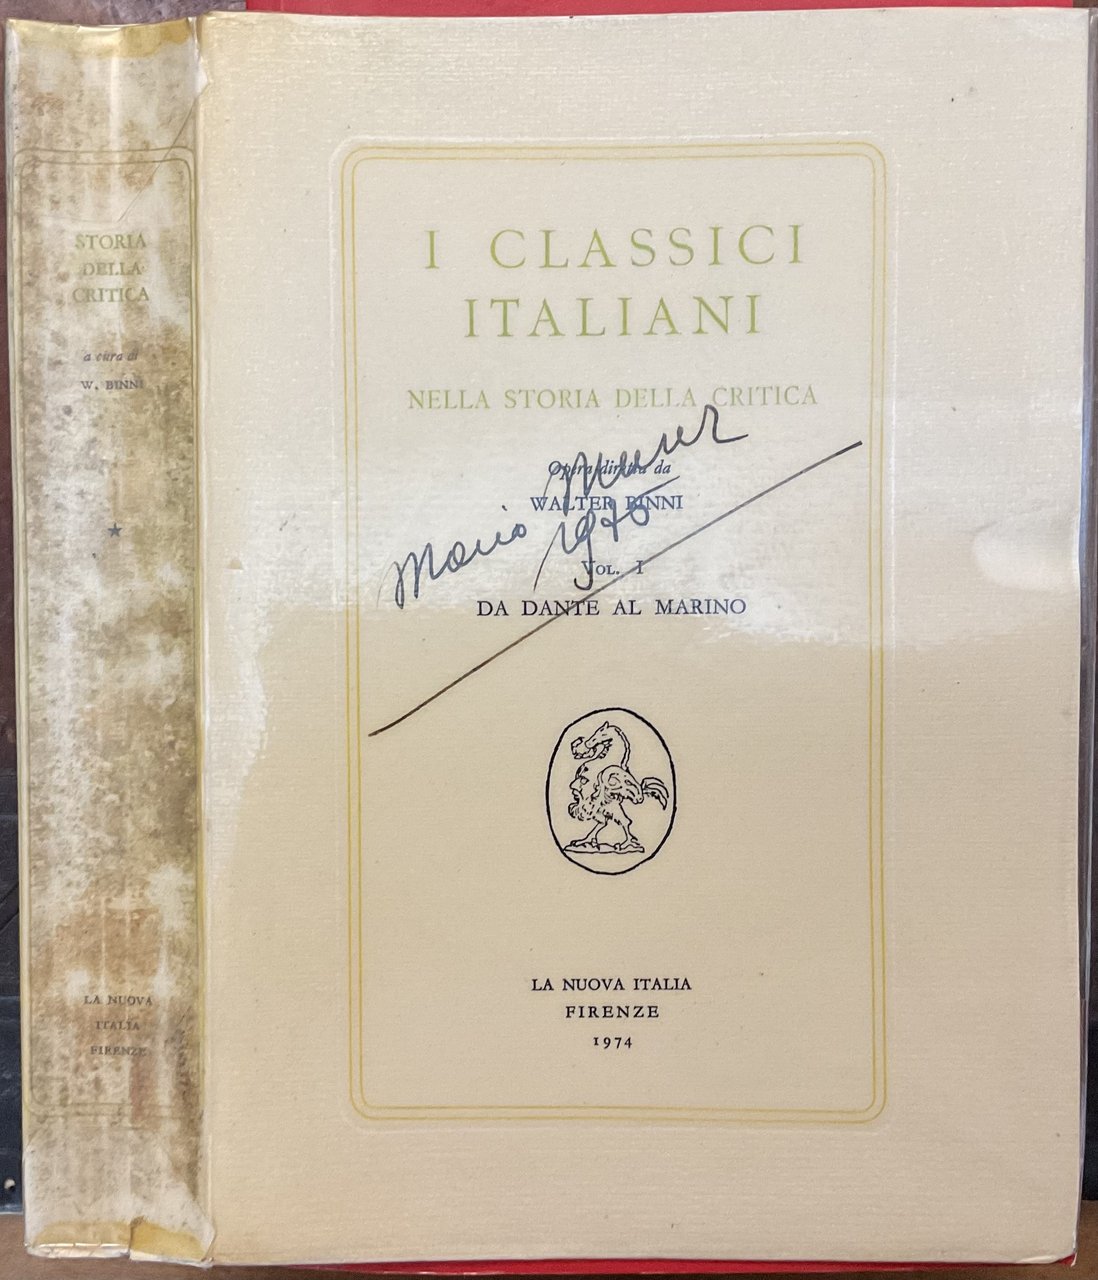 STORIA
DELLA
CRITICA
a cura di
W. BINNI
LA NUOVA
ITALIA
FIRENZE
I CLASSICI
ITALIANI
NELLA STORIA DELLA CRITICA
Opera diretta da
WALTER BINNI
Mario
VOL. I
DA DANTE AL MARINO
LA NUOVA ITALIA
FIRENZE
1974